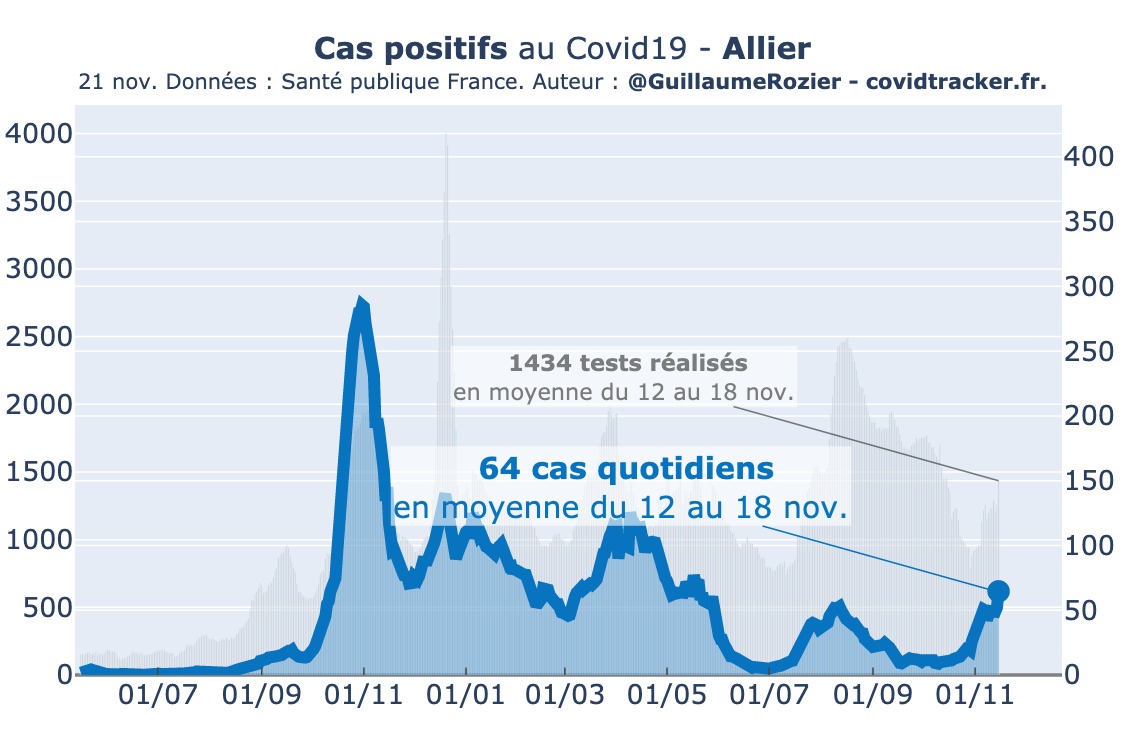 Cas positifs au Covid19 - Allier
21 nov. Données : Santé publique France. Auteur : @GuillaumeRozier - covidtracker.fr.
4000
3500
3000
2500
2000
1500
1000
500
0
400
350
300
250
200
150
100
50
0
1434 tests réalisés
en moyenne du 12 au 18 nov.
64 cas quotidiens
en moyenne du 12 au 18 nov.
01/07 01/09 01/11 01/01 01/03 01/05 01/07 01/09 01/11